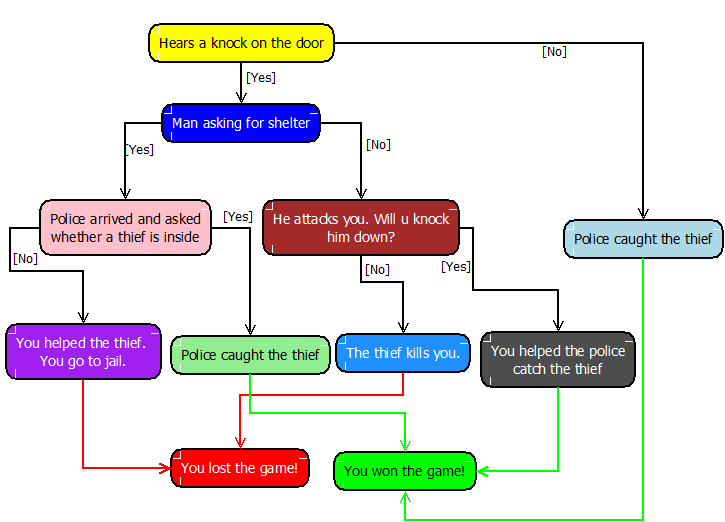 Hears a knock on the door
[No]
[Yes]
Man asking for shelter
[Yes]
[No]
Police arrived and asked
whether a thief is inside
[Yes]
He attacks you. Will u knock
him down?
Police caught the thief
[No]
[No]
[Yes]
You helped the thief.
You go to jail.
Police caught the thief
The thief kills you.
You helped the police
catch the thief
You lost the game!
You won the game!